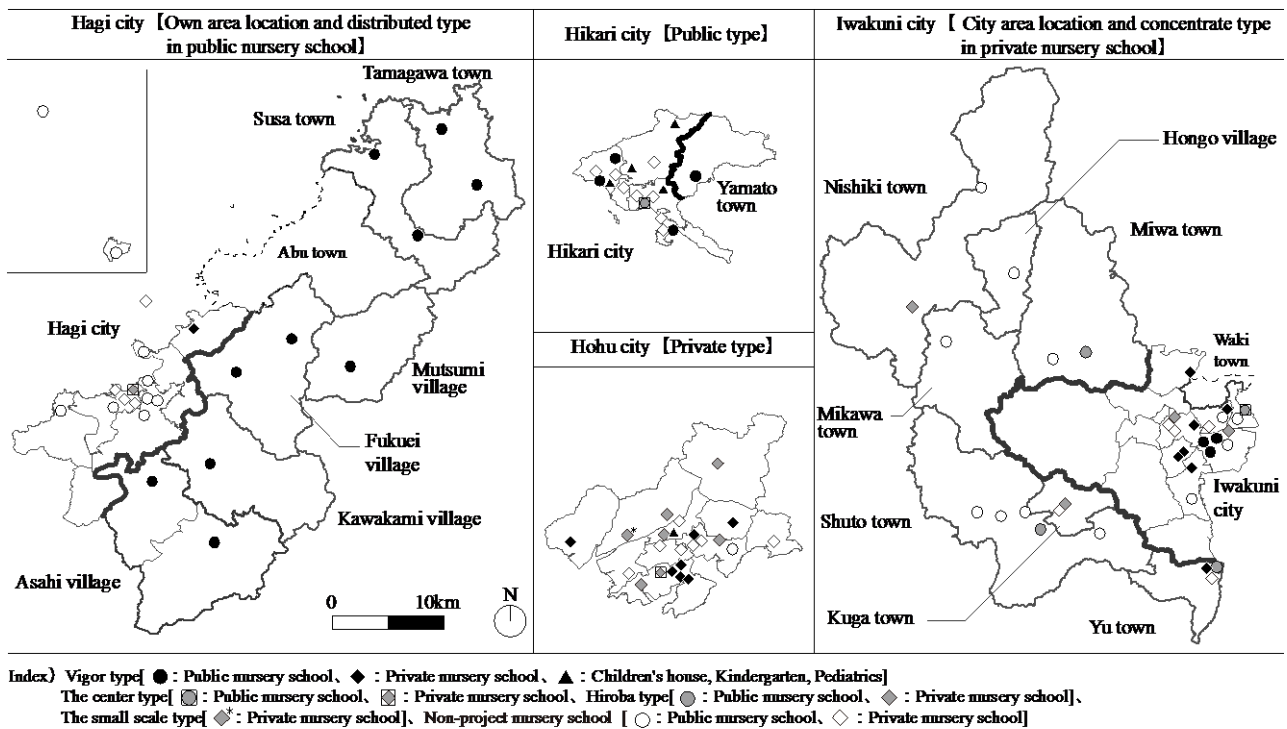 Hagi city 【Own area location and distributed type
in public nursery school】
Hikari city 【Public type】
Iwakuni city 【 City area location and concentrate type
in private nursery school】
Tamagawa town
Susa town
Abu town
Hagi city
Mutsumi
village
Fukuei
village
Kawakami village
Asahi village
0 10km
N
Yamato
town
Hikari city
Hohu city 【Private type】
*
Hongo village
Nishiki town
Miwa town
Waki
town
Mikawa
town
Iwakuni
city
Shuto town
Kuga town
Yu town
Index) Vigor type[ ● : Public nursery school、◆ : Private nursery school、▲ : Children's house, Kindergarten, Pediatrics]
The center type[ : Public nursery school、 : Private nursery school、Hiroba type[ : Public nursery school、 : Private nursery school]、
The small scale type[ * : Private nursery school]、Non-project nursery school [ ○ : Public nursery school、◇ : Private nursery school]